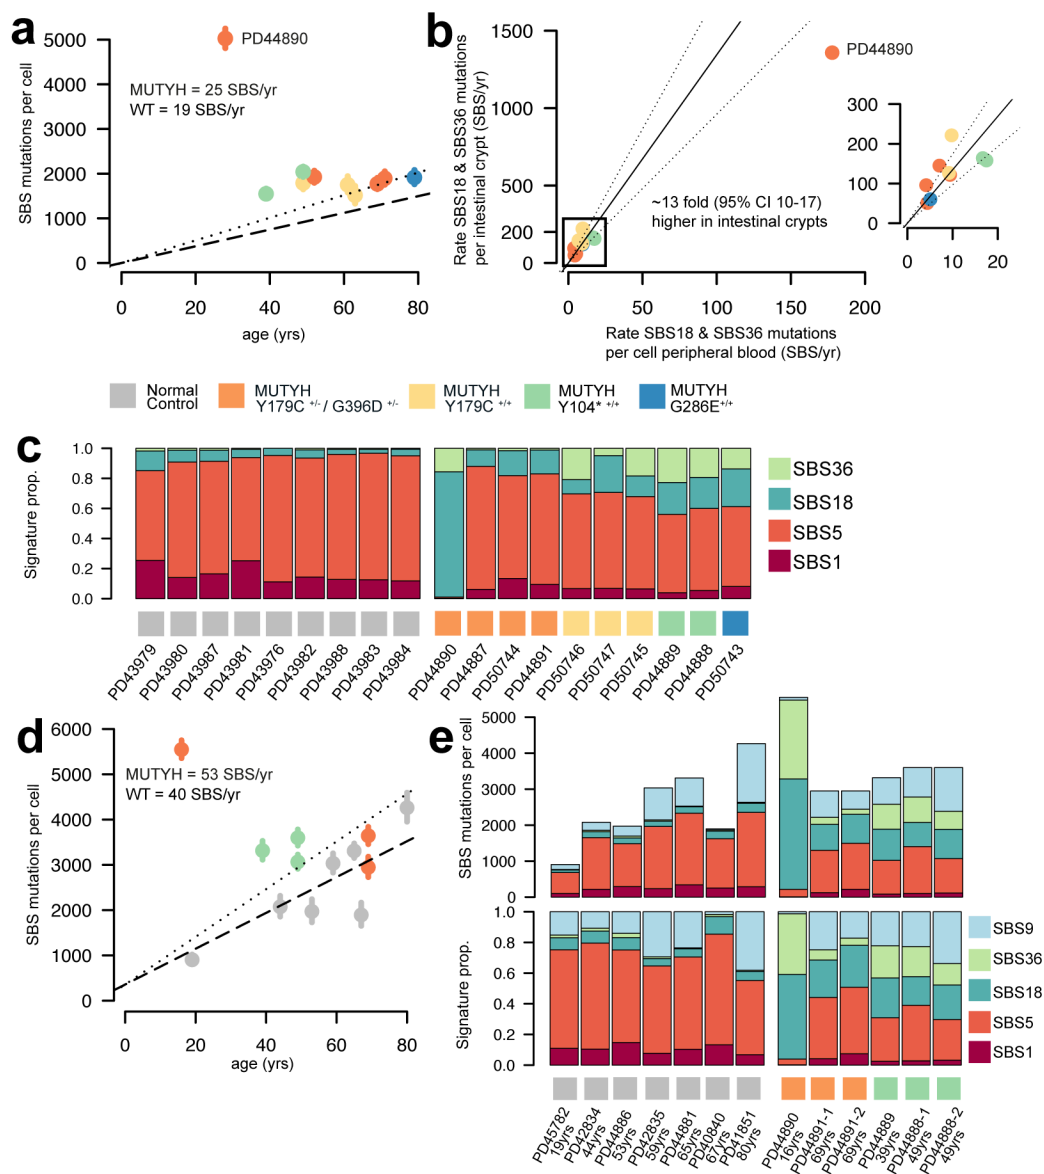 a
SBS mutations per cell
5000
4000
3000
2000
1000
0
PD44890
MUTYH = 25 SBS/yr
WT = 19 SBS/yr
0 20 40 60 80
age (yrs)
b
Rate SBS18 & SBS36 mutations
per intestinal crypt (SBS/yr)
1500
1000
500
200
0
PD44890
~13 fold (95% CI 10-17)
higher in intestinal crypts
0 50 100 150 200
Rate SBS18 & SBS36 mutations
per cell peripheral blood (SBS/yr)
300
200
100
0
0 10 20
Normal
Control
MUTYH
Y179C +/- / G396D +/-
MUTYH
Y179C +/+
MUTYH
Y104* +/+
MUTYH
G286E+/+
c
Signature prop.
1.0
0.8
0.6
0.4
0.2
0.0
SBS36
SBS18
SBS5
SBS1
PD43979
PD43980
PD43987
PD43981
PD43976
PD43982
PD43988
PD43983
PD43984
PD44890
PD44887
PD50744
PD44891
PD50746
PD50747
PD50745
PD44889
PD44888
PD50743
d
SBS mutations per cell
6000
5000
4000
3000
2000
1000
0
MUTYH = 53 SBS/yr
WT = 40 SBS/yr
0 20 40 60 80
age (yrs)
e
SBS mutations per cell
5000
4000
2000
1000
0
Signature prop.
1.0
0.8
0.6
0.4
0.2
0.0
SBS9
SBS36
SBS18
SBS5
SBS1
PD45782
19yrs
PD42834
44yrs
PD44886
53yrs
PD42835
59yrs
PD44881
65yrs
PD40840
67yrs
PD41851
80yrs
PD44890
16yrs
PD44891-1
69yrs
PD44891-2
69yrs
PD44889
39yrs
PD44888-1
49yrs
PD44888-2
49yrs